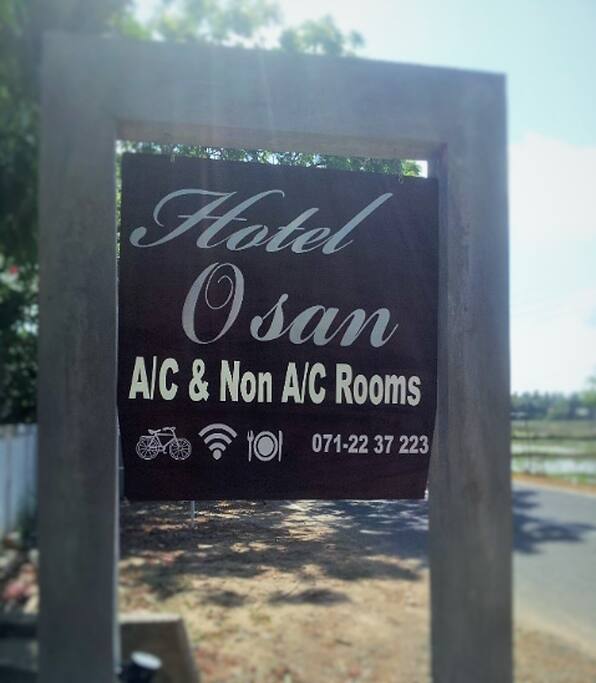 Hotel
Osan
A/C & Non A/C Rooms
071-22 37 223